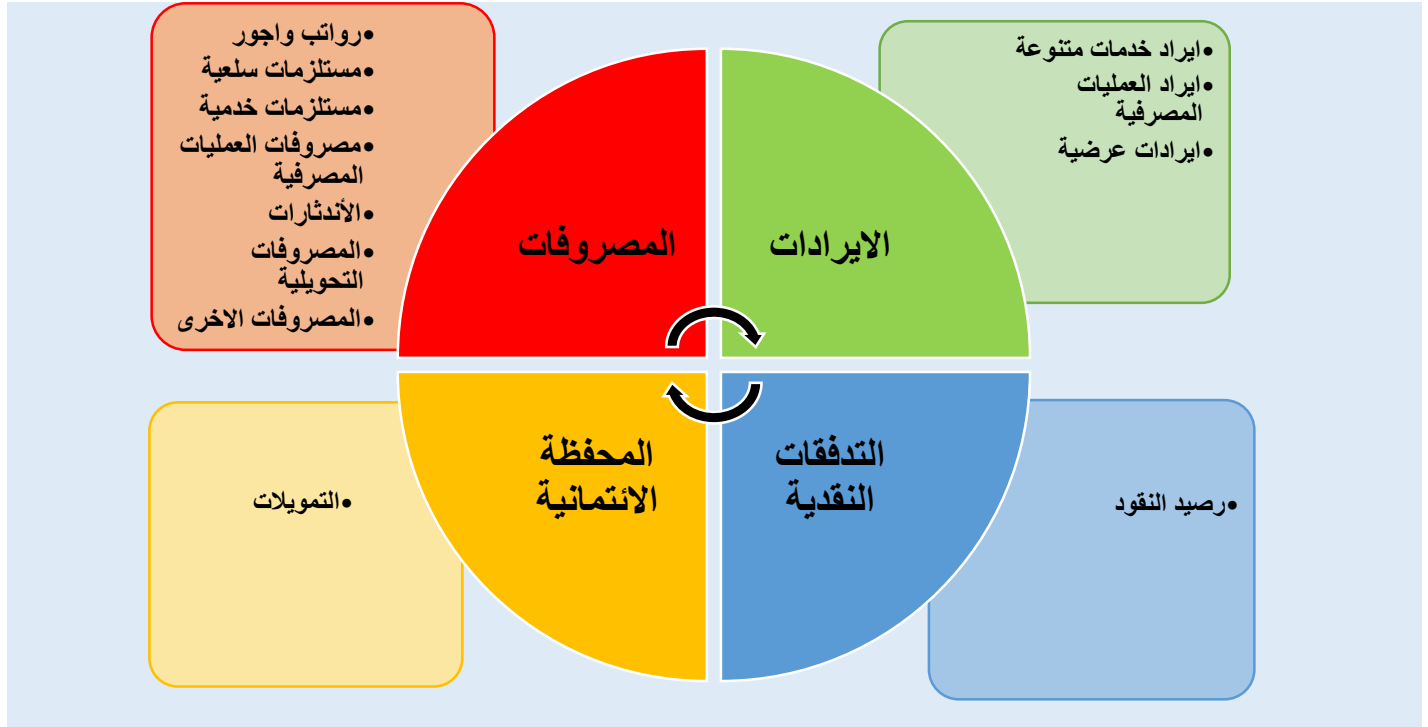 •ايراد خدمات متنوعة
•ايراد العمليات
المصرفية
•ايرادات عرضية
الايرادات
•رواتب واجور
•مستلزمات سلعية
•مستلزمات خدمية
•مصروفات العمليات
المصرفية
•الأندثارات
•المصروفات
التحويلية
•المصروفات الاخرى
المصروفات
•رصيد النقود
التدفقات
النقدية
•التمويلات
المحفظة
الائتمانية